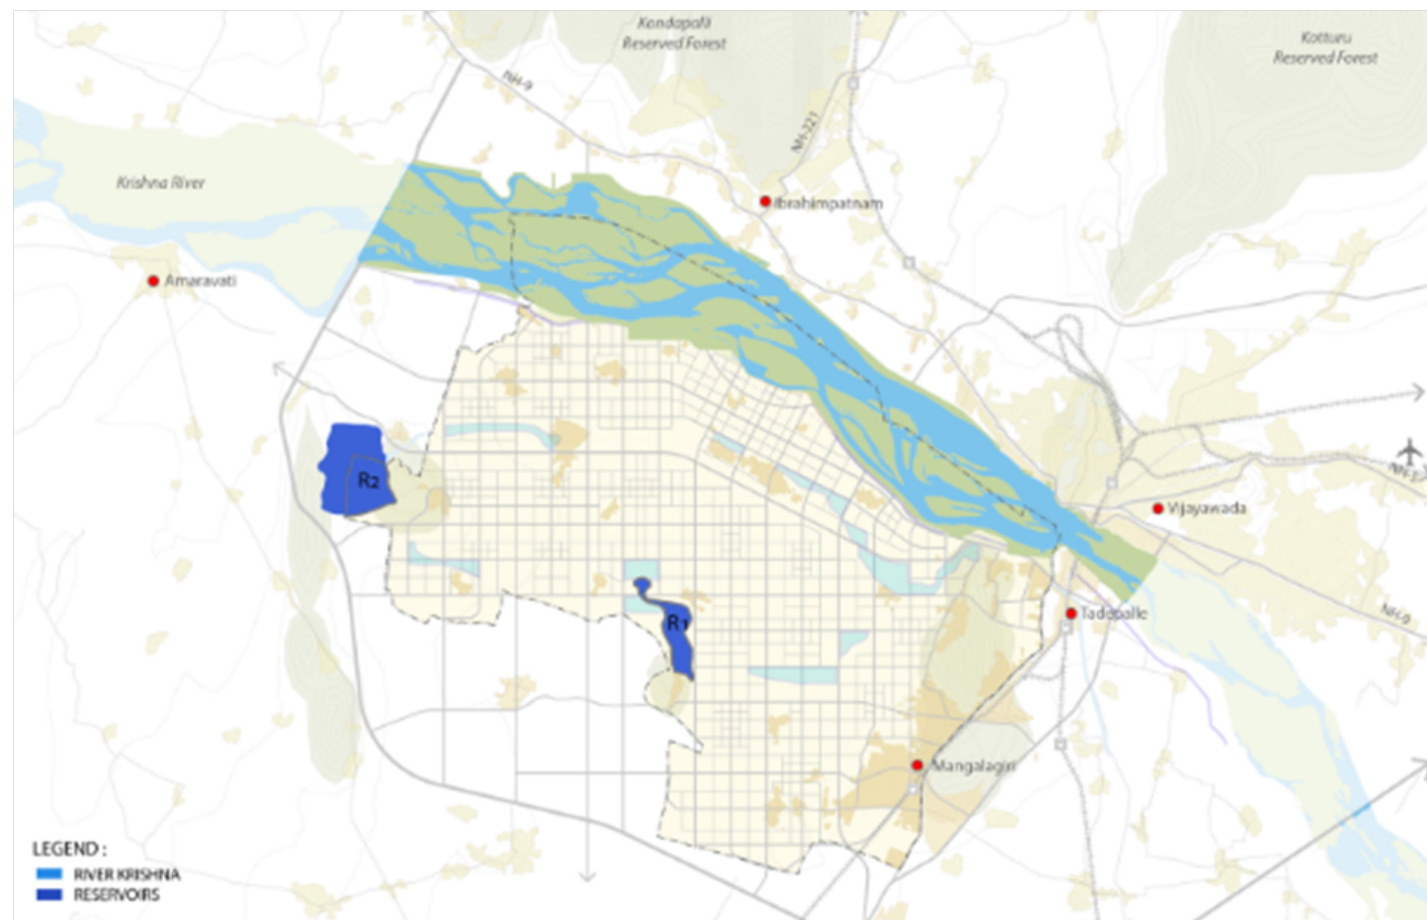 Kondapalli
Reserved Forest
Kotturu
Reserved Forest
NH-9
NH-221
Krishna River
Ibrahimpatnam
Amaravati
R2
Vijayawada
NH-9
Tadepalle
R1
Mangalagiri
LEGEND :
RIVER KRISHNA
RESERVOIRS